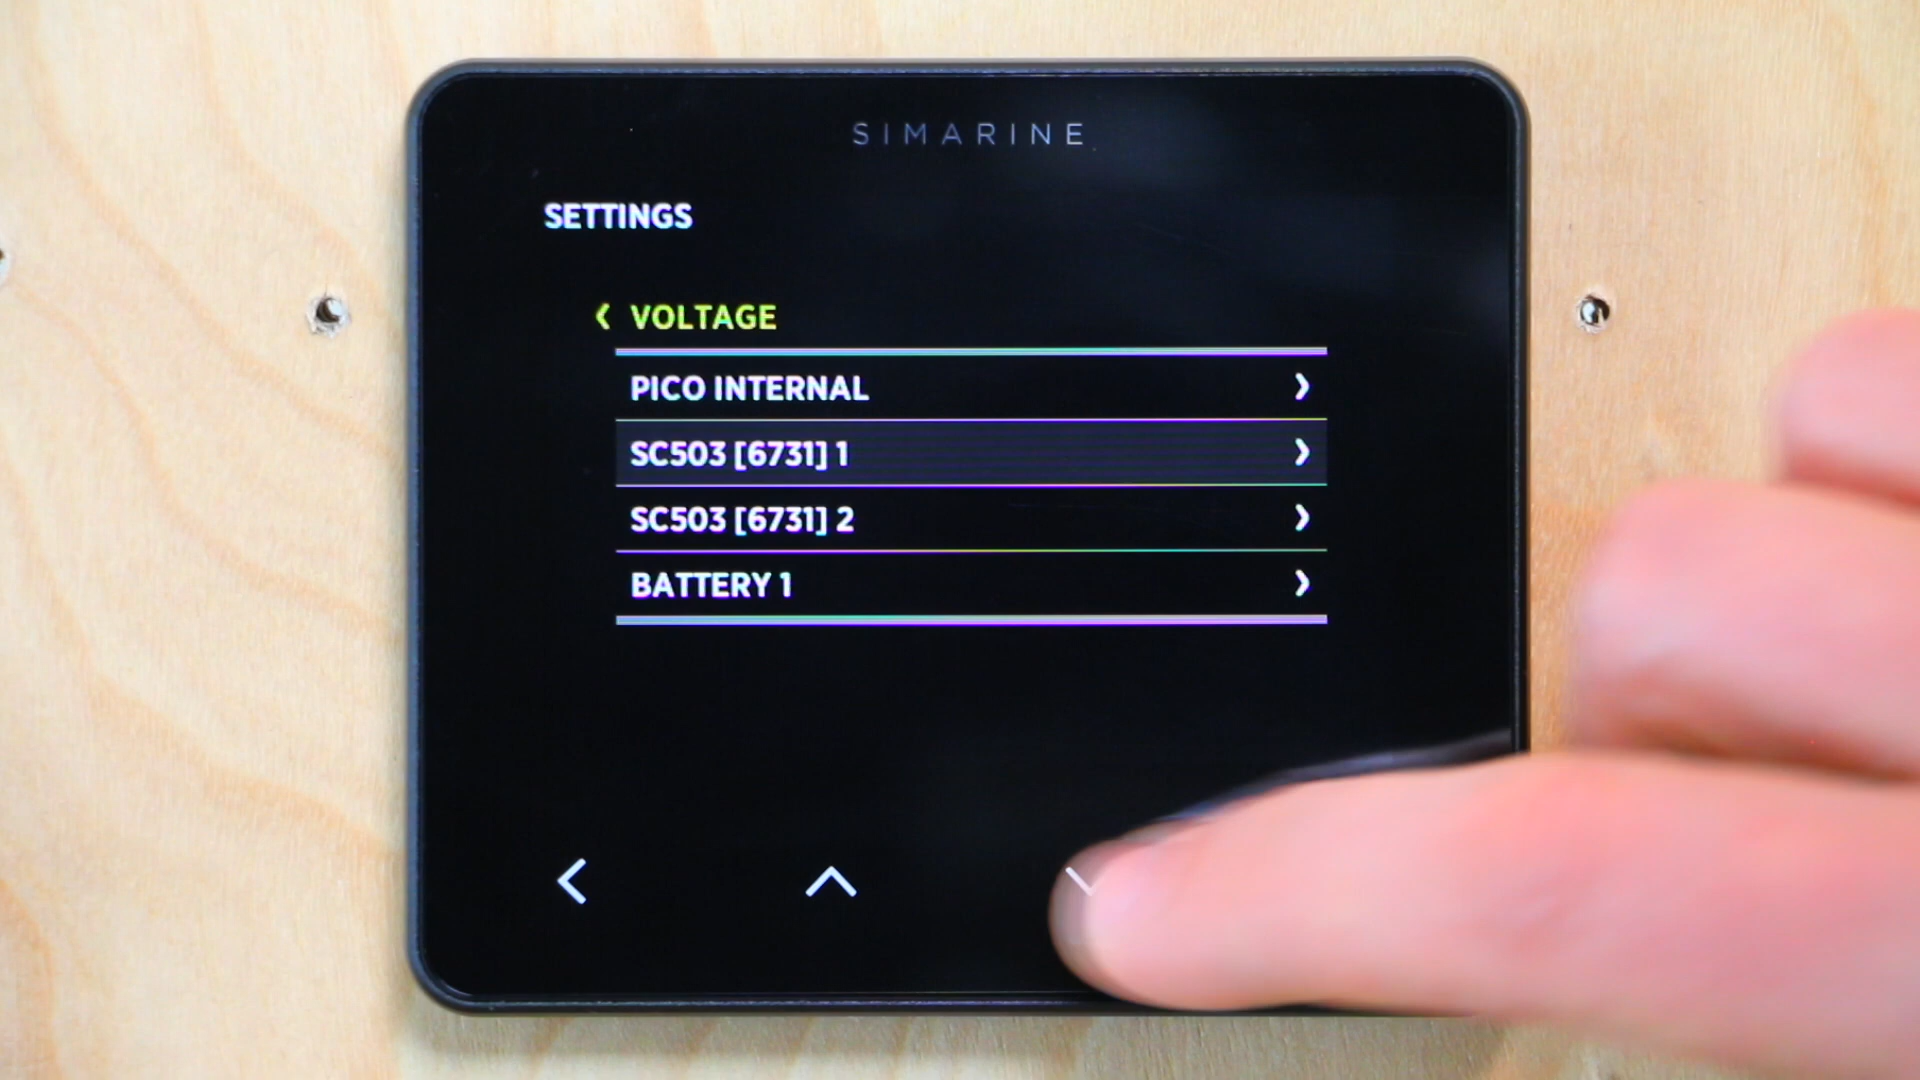 SIMARINE
SETTINGS
VOLTAGE
PICO INTERNAL
SC503 [6731] 1
SC503 [6731] 2
BATTERY 1